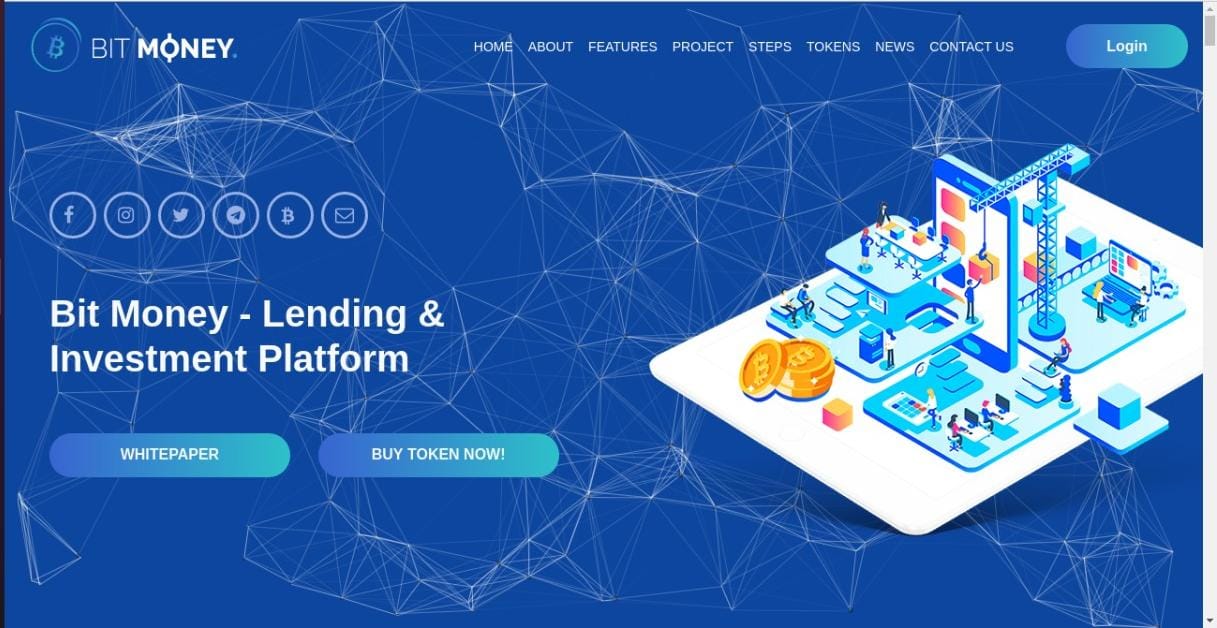 BIT MONEY
HOME ABOUT FEATURES PROJECT STEPS TOKENS NEWS CONTACT US
Login
Bit Money - Lending &
Investment Platform
WHITEPAPER
BUY TOKEN NOW!